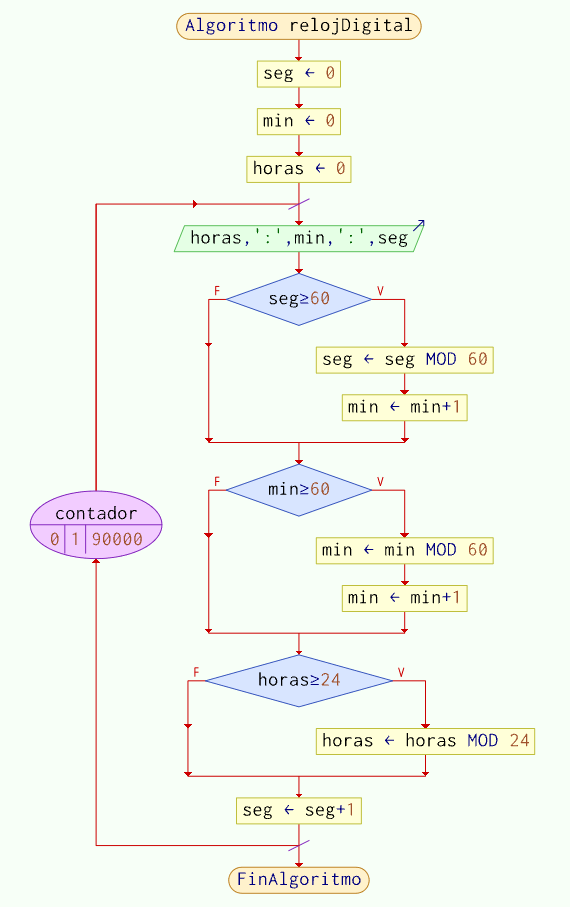 Algoritmo relojDigital
seg ← 0
min ← 0
horas ← 0
horas,':',min,':',seg
seg≥60
F
V
seg ← seg MOD 60
min ← min+1
min≥60
F
V
contador
0 1 90000
min ← min MOD 60
min ← min+1
horas≥24
F
V
horas ← horas MOD 24
seg ← seg+1
FinAlgoritmo